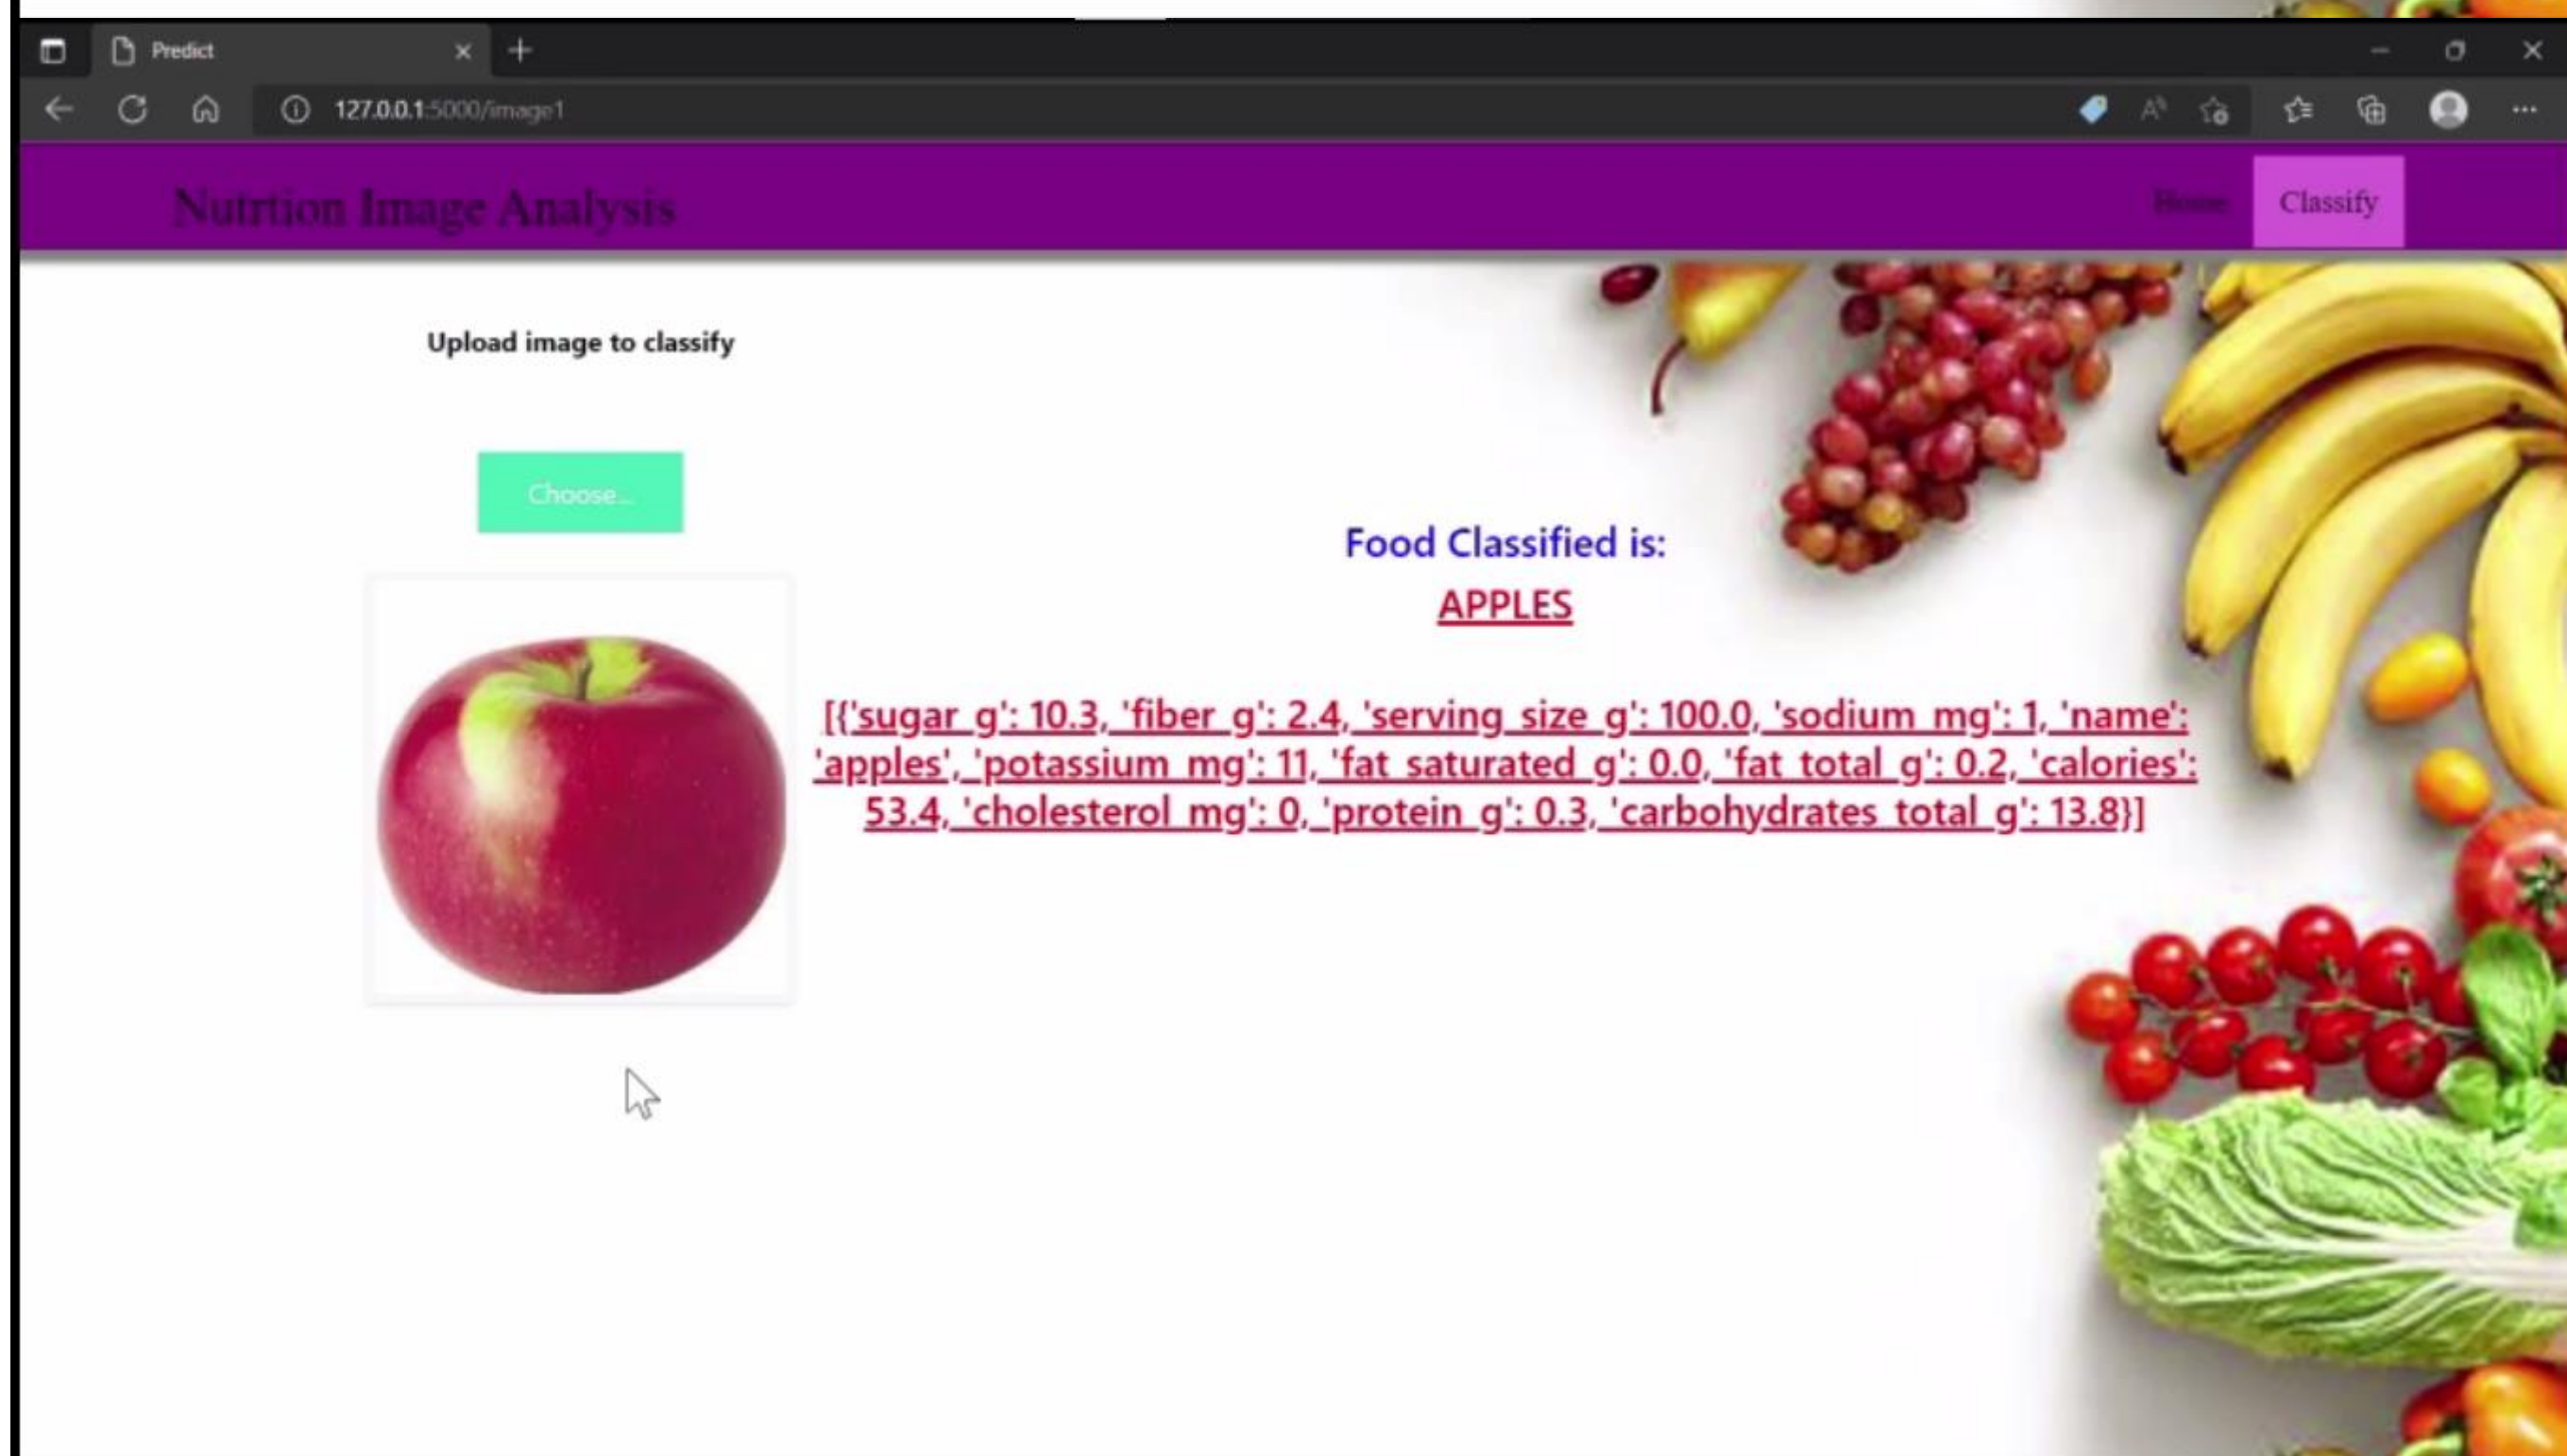 Predict
127.0.0.1:5000/image1
Nutrtion Image Analysis
Home Classify
Upload image to classify
Choose...
Food Classified is:
APPLES
[{'sugar_g': 10.3, 'fiber_g': 2.4, 'serving_size_g': 100.0, 'sodium_mg': 1, 'name':
'apples', 'potassium_mg': 11, 'fat_saturated_g': 0.0, 'fat_total_g': 0.2, 'calories':
53.4, 'cholesterol_mg': 0, 'protein_g': 0.3, 'carbohydrates_total_g': 13.8}]